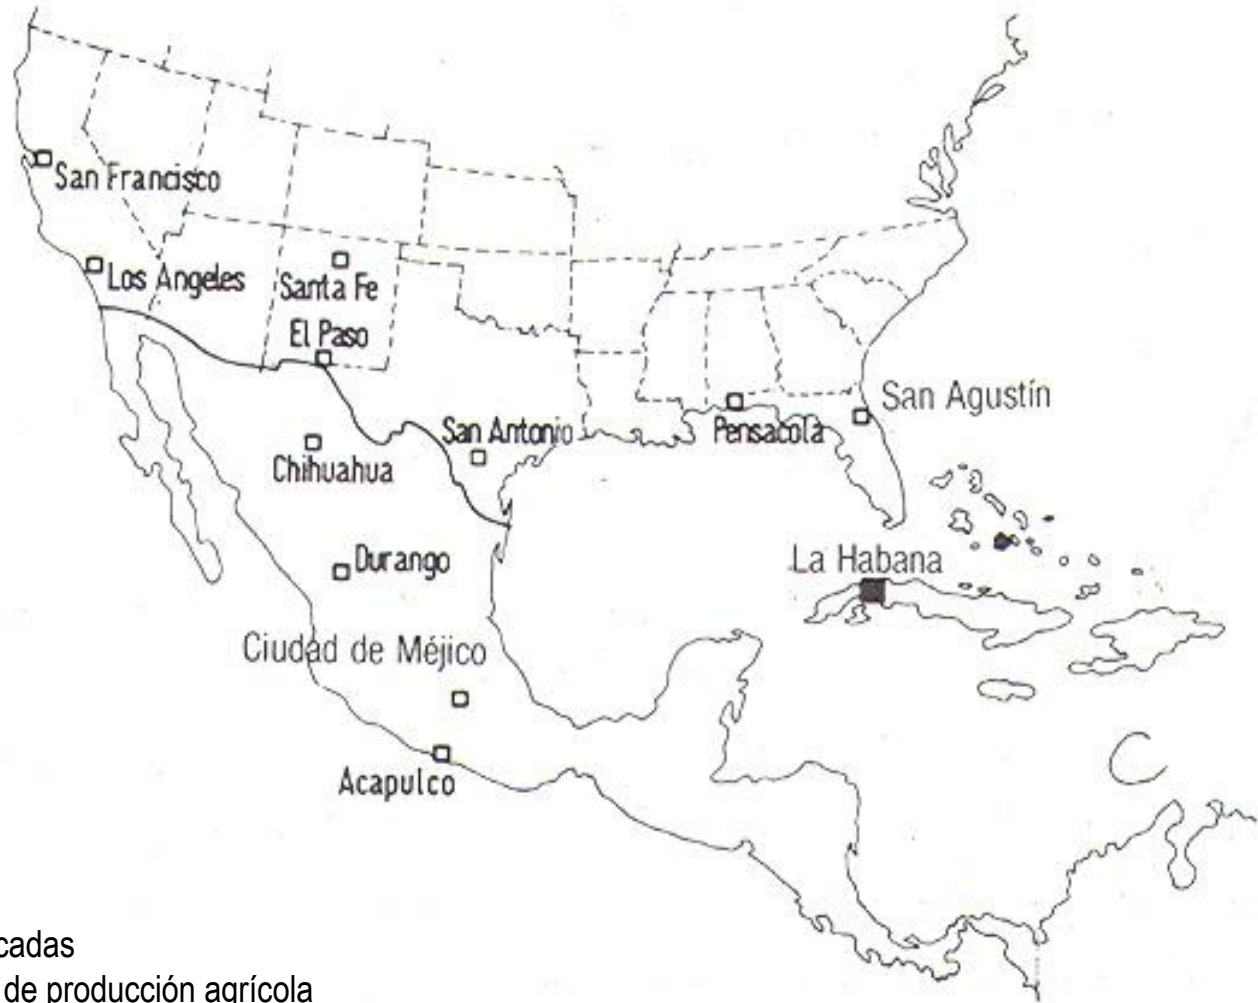 San Francisco
Los Angeles
Santa Fe
El Paso
San Agustín
San Antonio
Pensacola
Chihuahua
La Habana
Durango
Ciudad de Méjico
C
Acapulco
cadas
de producción agrícola